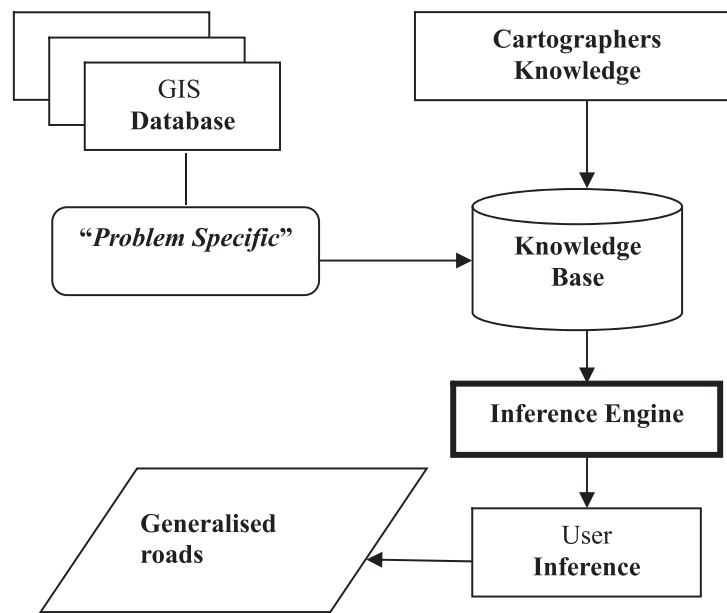 GIS
Database
Cartographers
Knowledge
“Problem Specific”
Knowledge
Base
Inference Engine
Generalised
roads
User
Inference